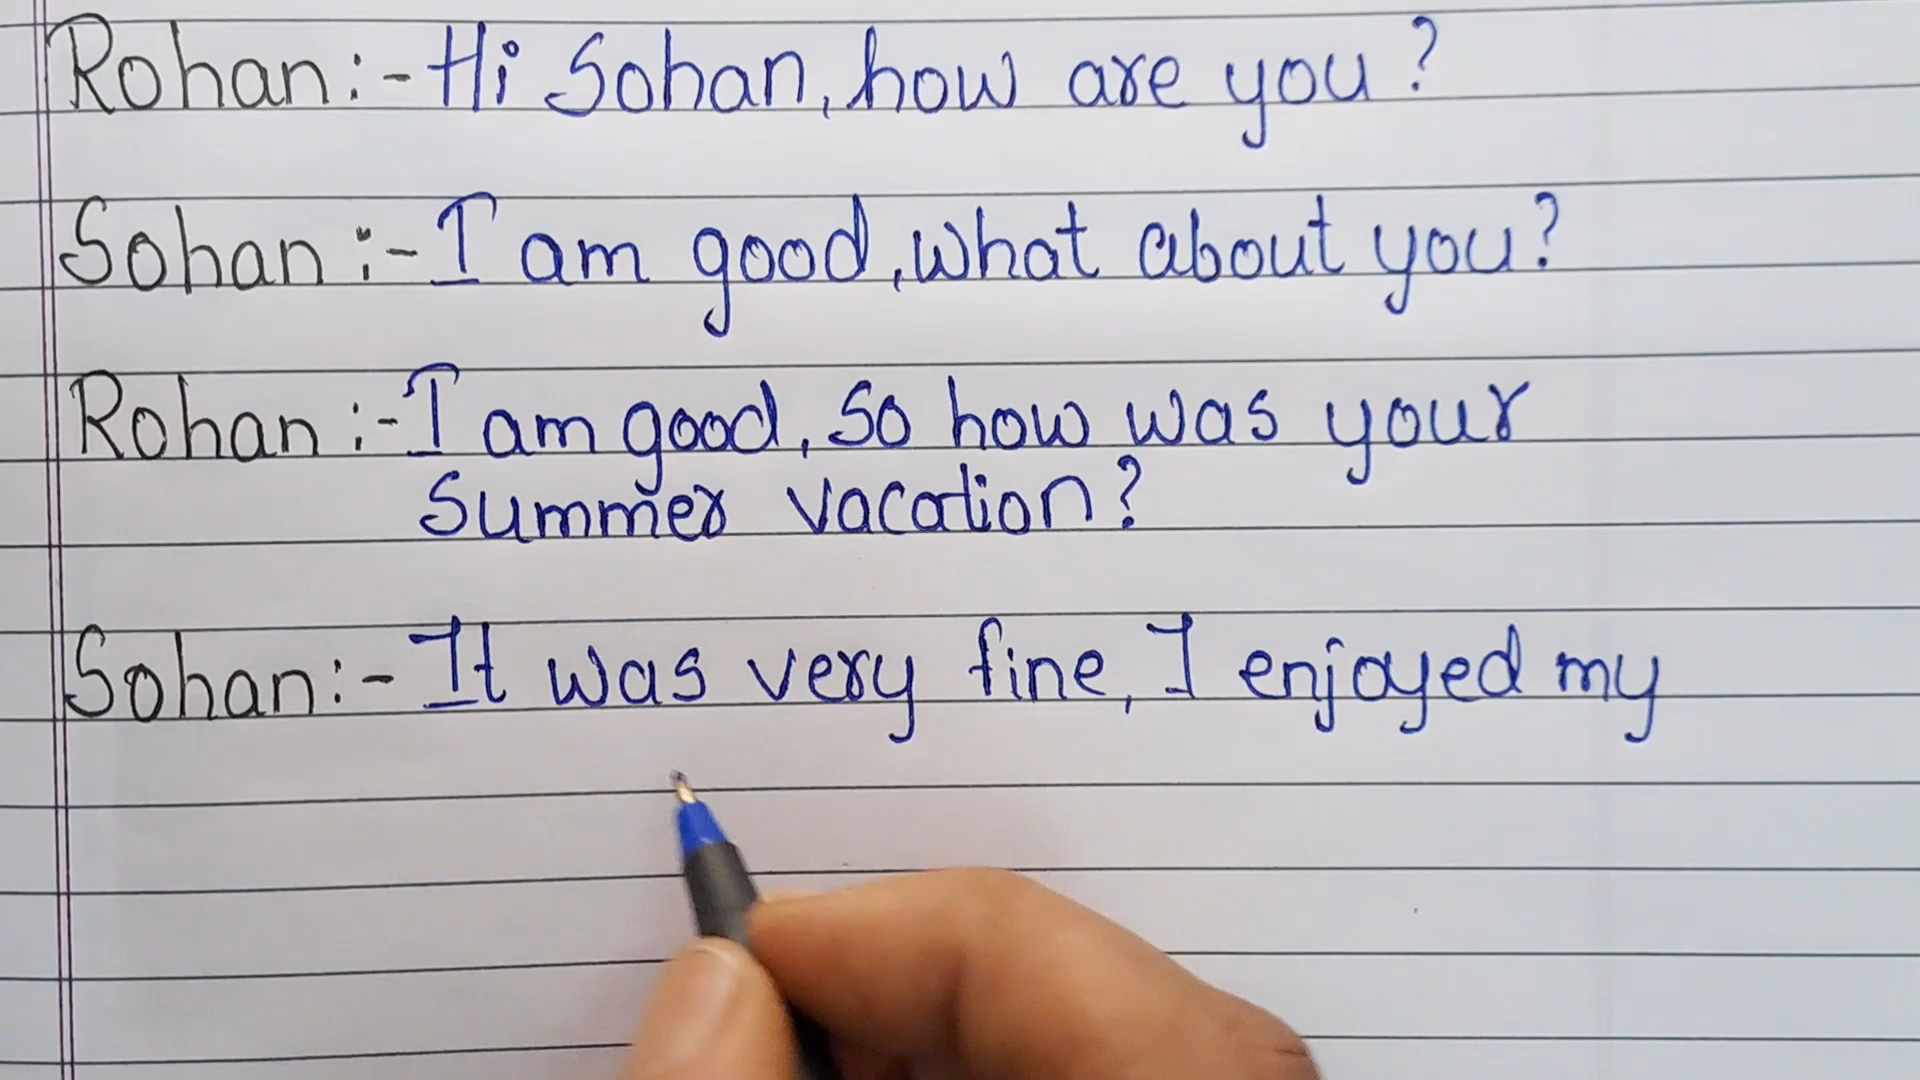 Rohan:- Hi Sohan, how are you?
Sohan:- I am good, what about you?
Rohan:- I am good, So how was your
Summer vacation?
Sohan:- It was very fine, I enjoyed my